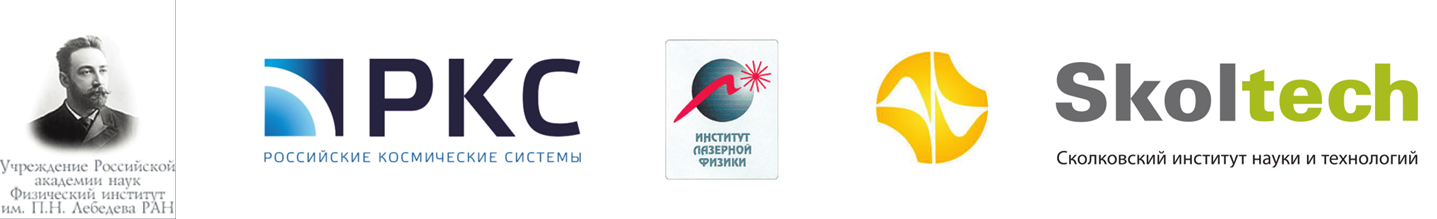 Учреждение Российской
академии наук
Физический институт
им. П.Н. Лебедева РАН
РКС
РОССИЙСКИЕ КОСМИЧЕСКИЕ СИСТЕМЫ
ИНСТИТУТ
ЛАЗЕРНОЙ
ФИЗИКИ
Skoltech
Сколковский институт науки и технологий